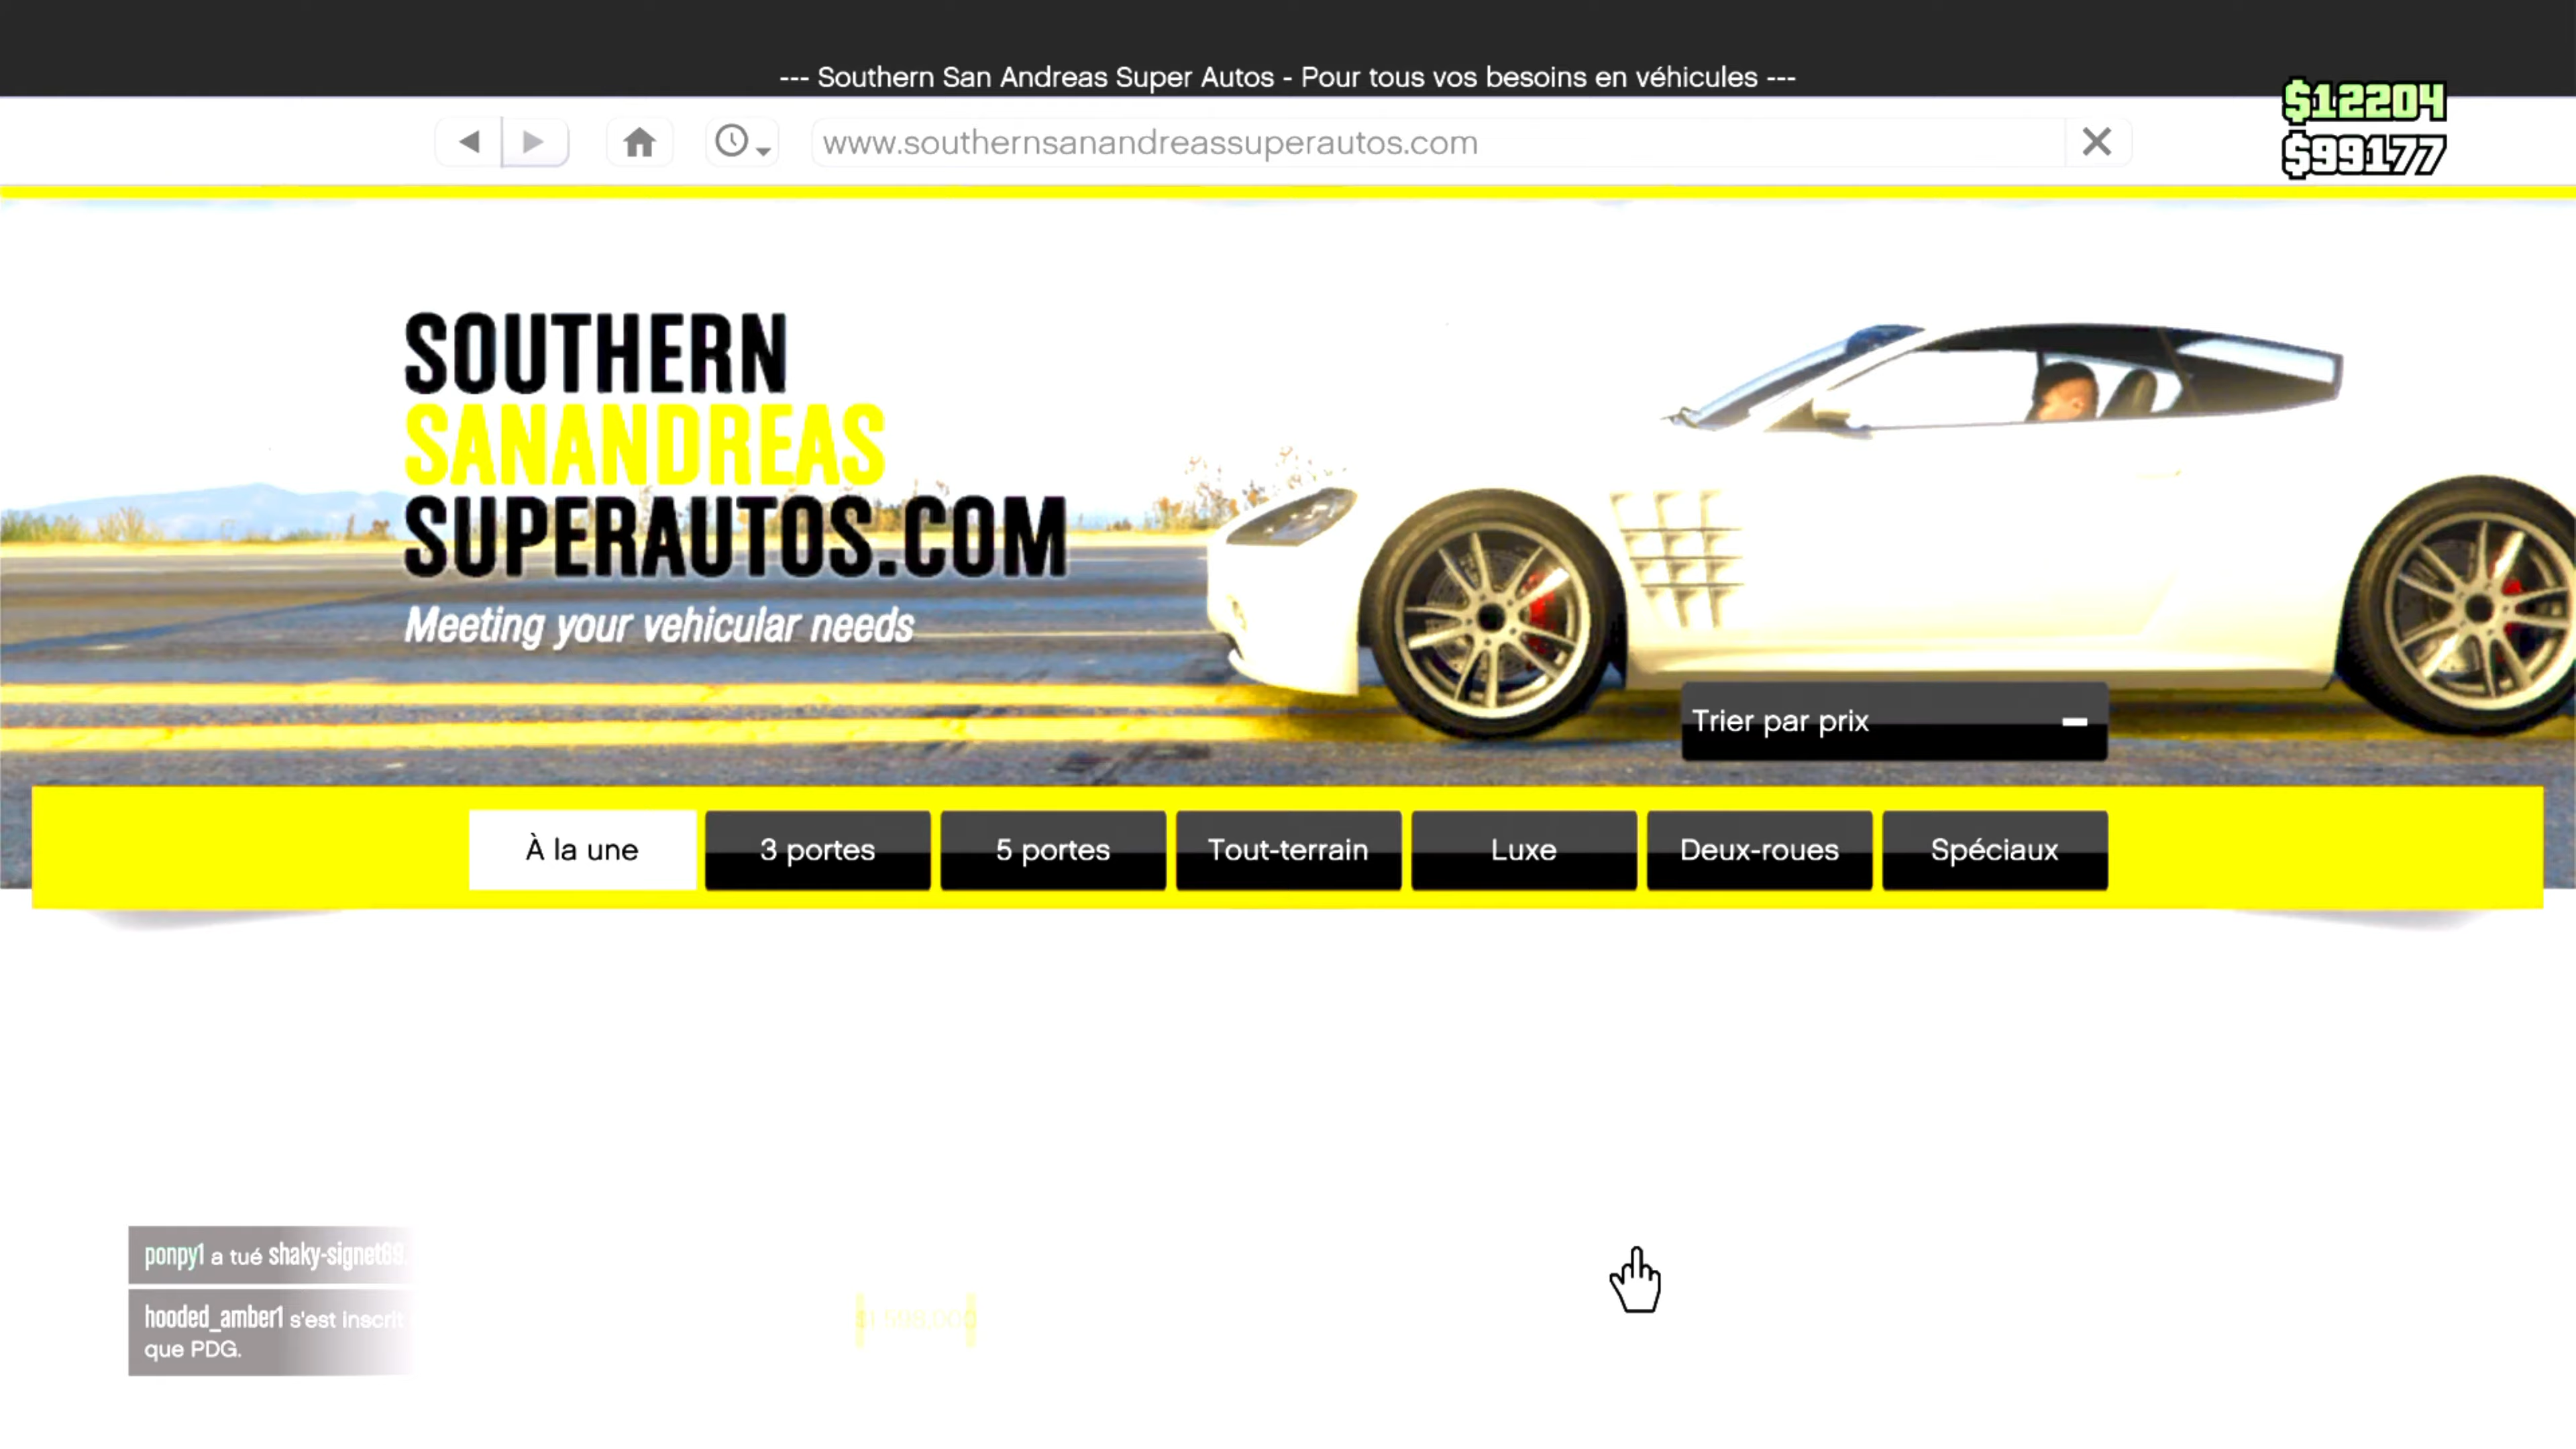 --- Southern San Andreas Super Autos - Pour tous vos besoins en véhicules ---
$12204
www.southernsanandreassuperautos.com
$99177
SOUTHERN
SANANDREAS
SUPERAUTOS.COM
Meeting your vehicular needs
Trier par prix
À la une
3 portes
5 portes
Tout-terrain
Luxe
Deux-roues
Spéciaux
ponpy1 a tué shaky-signet69.
hooded_amber1 s'est inscrit
que PDG.